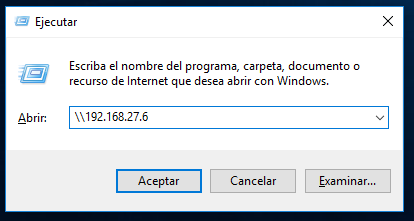 Ejecutar
Escriba el nombre del programa, carpeta, documento o
recurso de Internet que desea abrir con Windows.
Abrir:	\\192.168.27.6
Aceptar	Cancelar	Examinar...